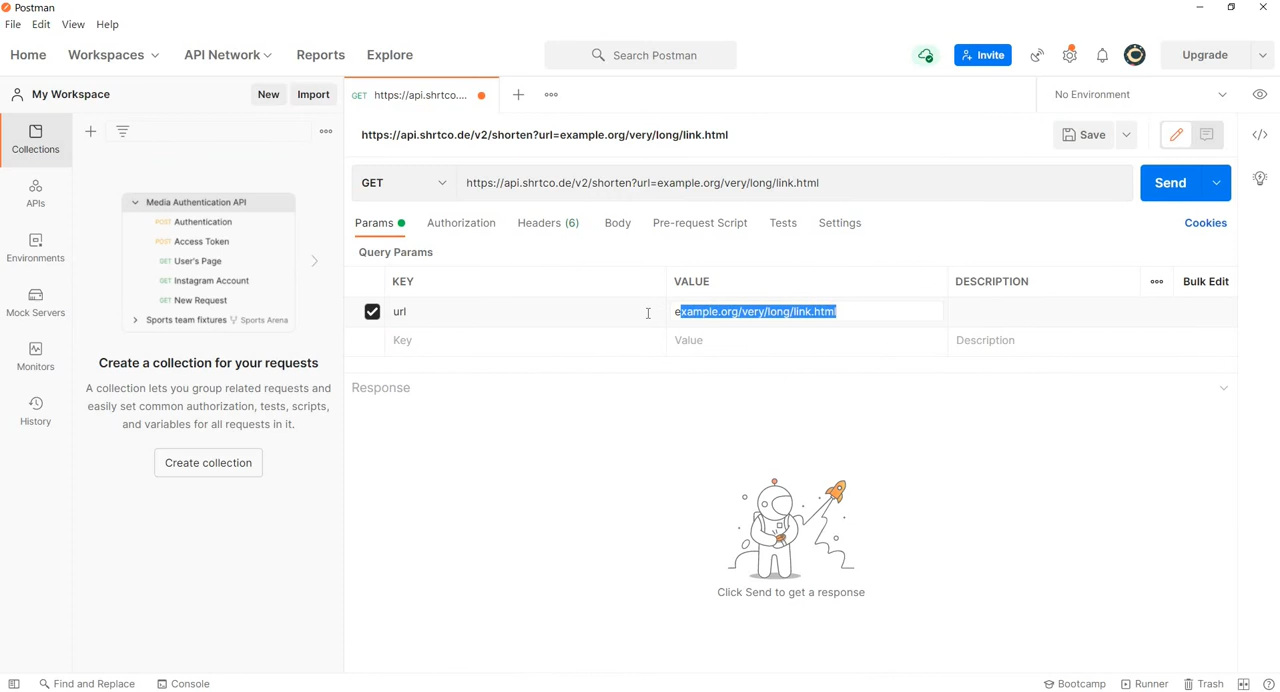 Postman
File Edit View Help
Home Workspaces API Network Reports Explore Search Postman Invite Upgrade
My Workspace New Import GET https://api.shrtco.... No Environment
Collections
APIs
Environments
Mock Servers
Monitors
History
Media Authentication API
POST Authentication
POST Access Token
GET User's Page
GET Instagram Account
GET New Request
Sports team fixtures Sports Arena
Create a collection for your requests
A collection lets you group related requests and
easily set common authorization, tests, scripts,
and variables for all requests in it.
Create collection
https://api.shrtco.de/v2/shorten?url=example.org/very/long/link.html Save
GET https://api.shrtco.de/v2/shorten?url=example.org/very/long/link.html Send
Params Authorization Headers (6) Body Pre-request Script Tests Settings Cookies
Query Params
KEY VALUE DESCRIPTION Bulk Edit
url example.org/very/long/link.html
Key Value Description
Response
Click Send to get a response
Find and Replace Console Bootcamp Runner Trash